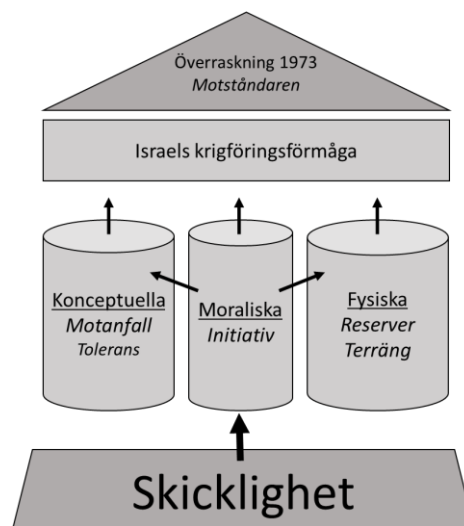 Överraskning 1973
Motståndaren
Israels krigföringsförmåga
Konceptuella
Motanfall
Tolerans
Moraliska
Initiativ
Fysiska
Reserver
Terräng
Skicklighet